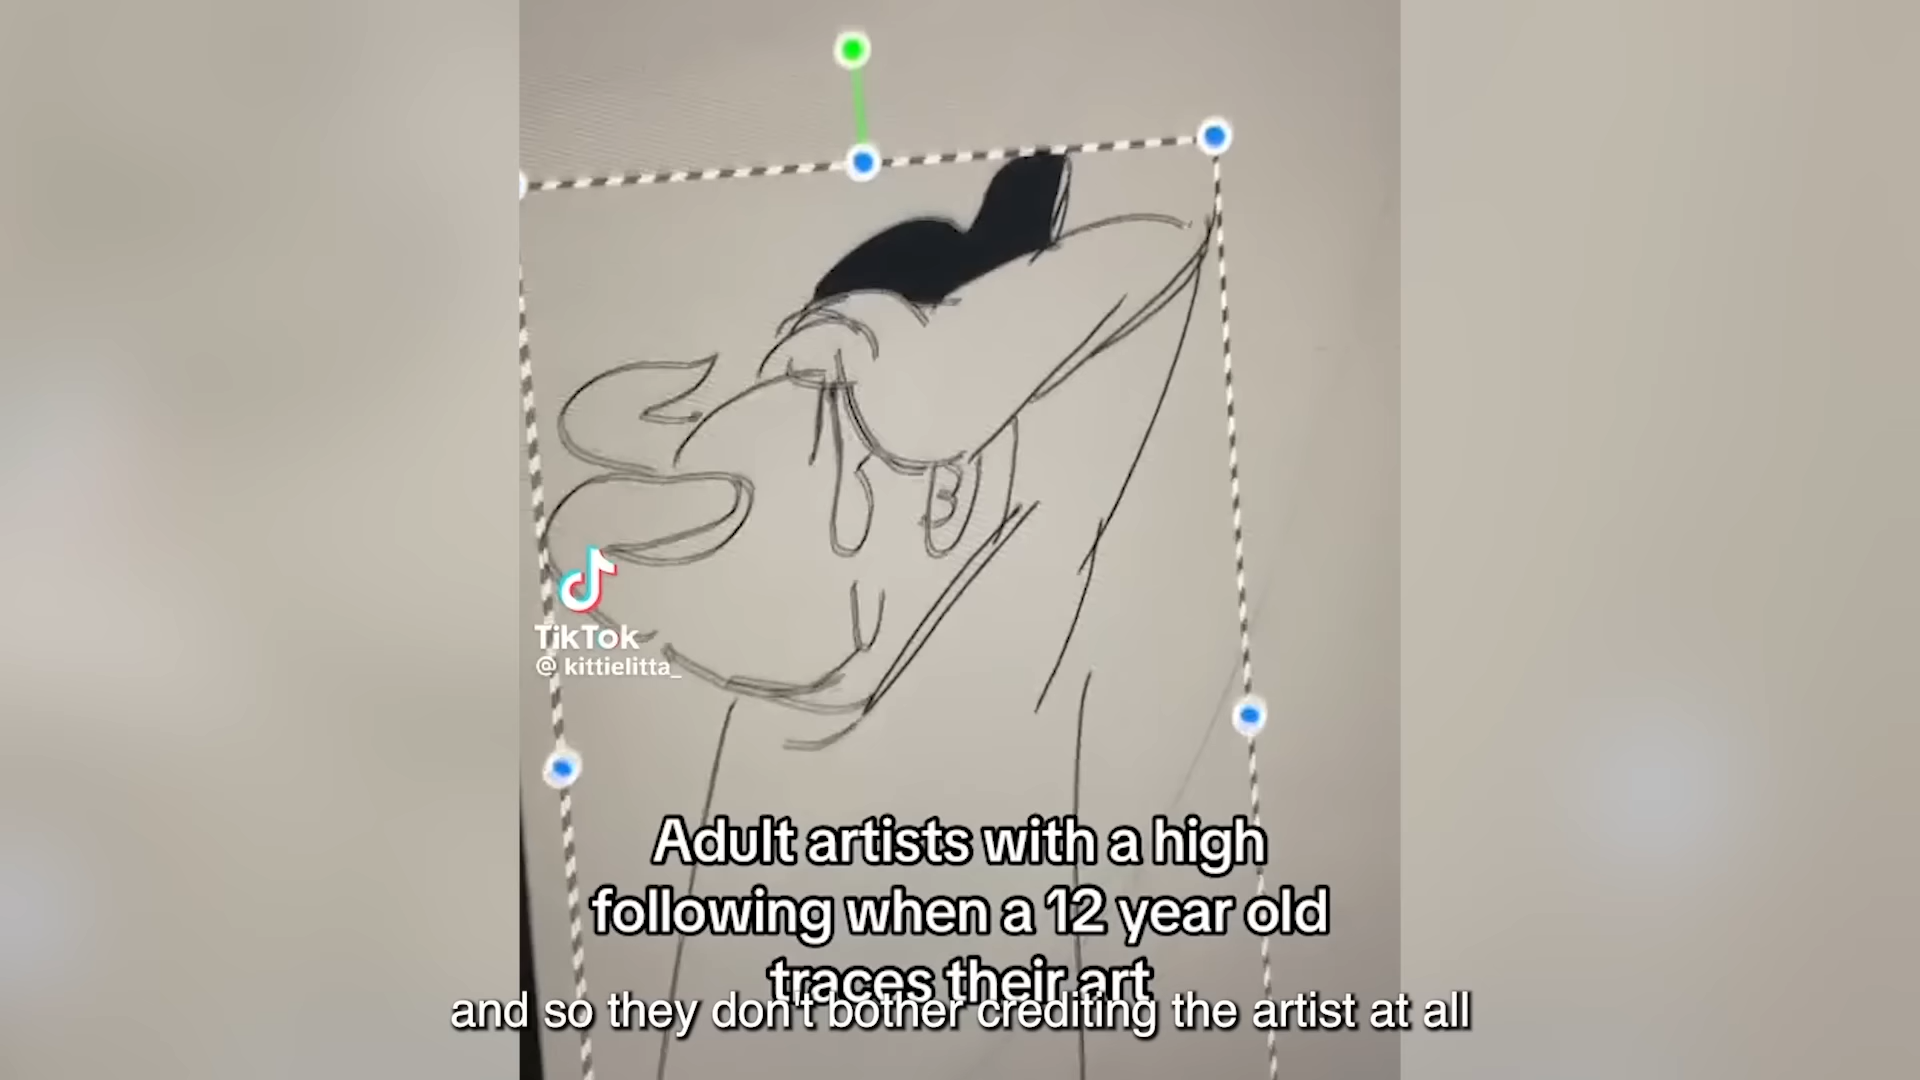 TikTok
@ kittielitta_
Adult artists with a high
following when a 12 year old
traces their art
and so they don't bother crediting the artist at all